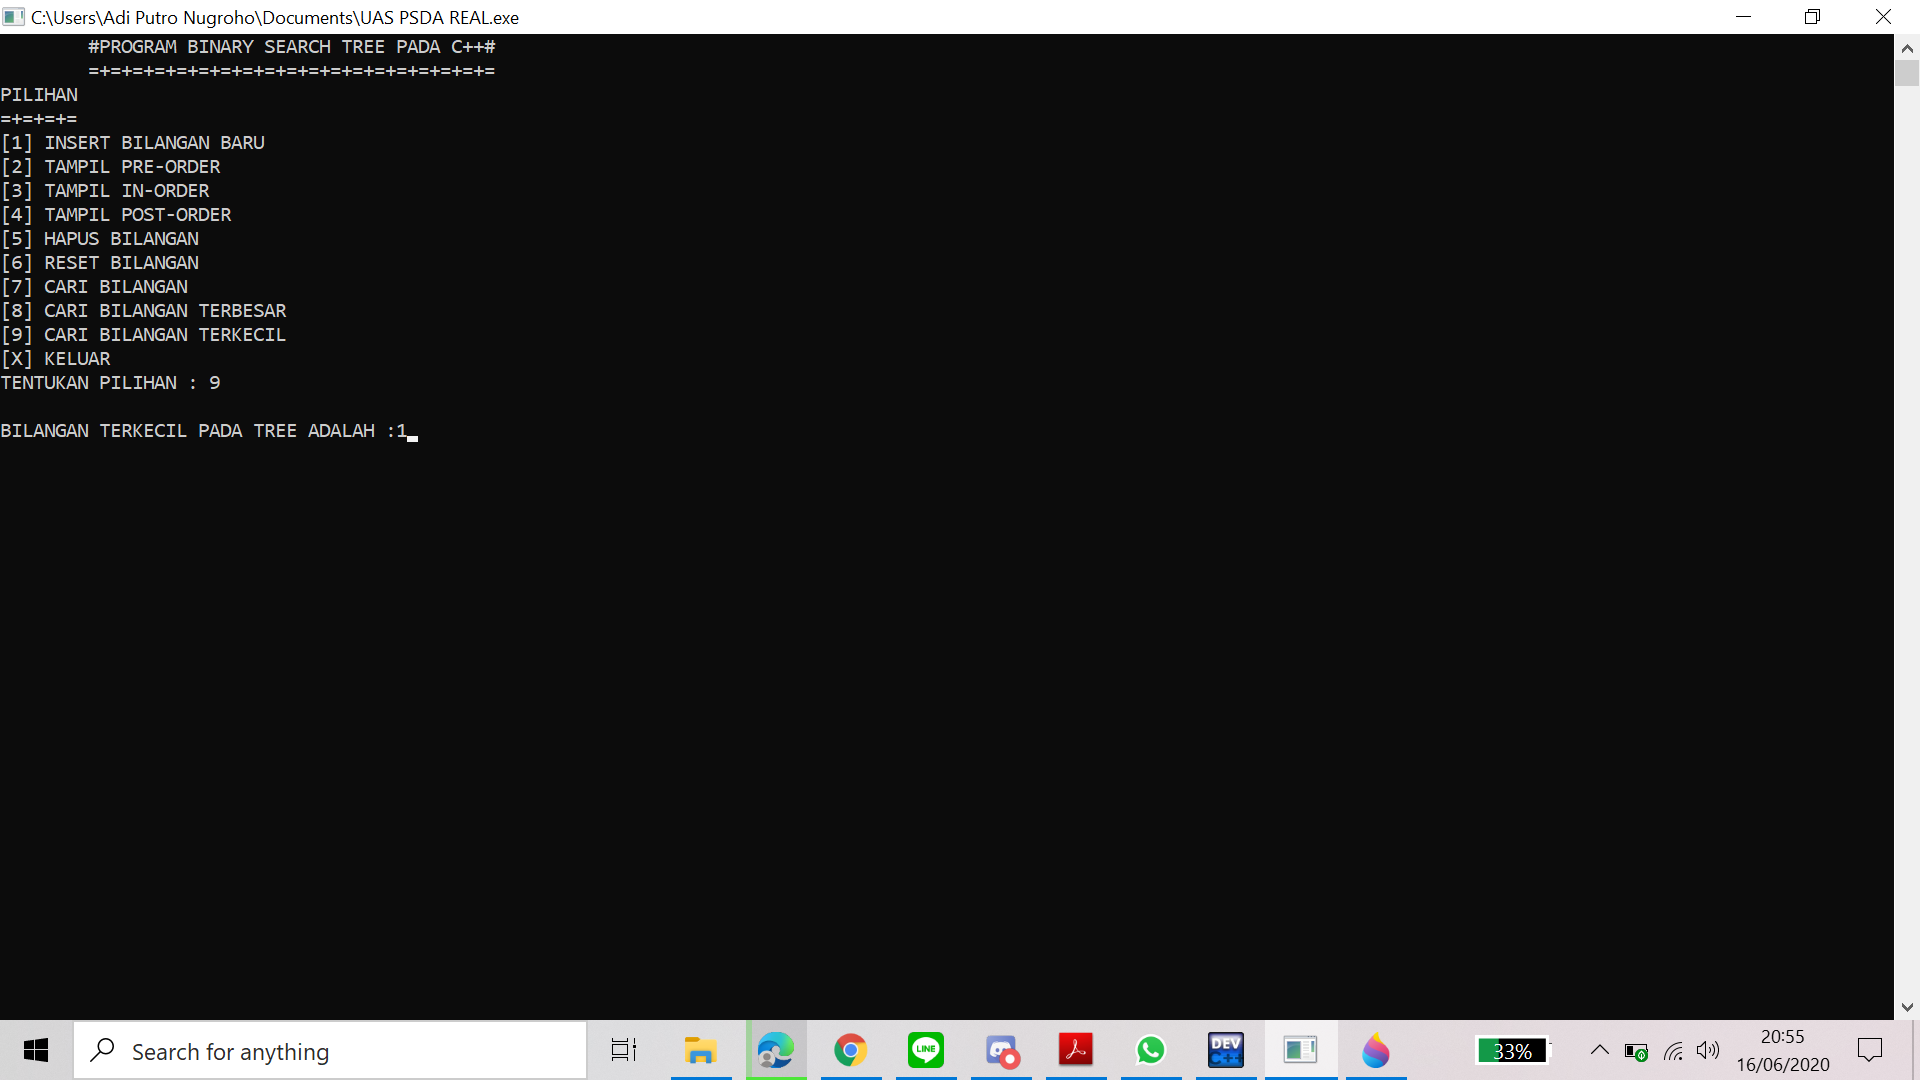 C:\Users\Adi Putro Nugroho\Documents\UAS PSDA REAL.exe
#PROGRAM BINARY SEARCH TREE PADA C++#
=+=+=+=+=+=+=+=+=+=+=+=+=+=+=+=+=+=+=
PILIHAN
=+=+=+=
[1] INSERT BILANGAN BARU
[2] TAMPIL PRE-ORDER
[3] TAMPIL IN-ORDER
[4] TAMPIL POST-ORDER
[5] HAPUS BILANGAN
[6] RESET BILANGAN
[7] CARI BILANGAN
[8] CARI BILANGAN TERBESAR
[9] CARI BILANGAN TERKECIL
[X] KELUAR
TENTUKAN PILIHAN : 9
BILANGAN TERKECIL PADA TREE ADALAH :1
Search for anything
LINE
DEV
C++
33%
20:55
16/06/2020